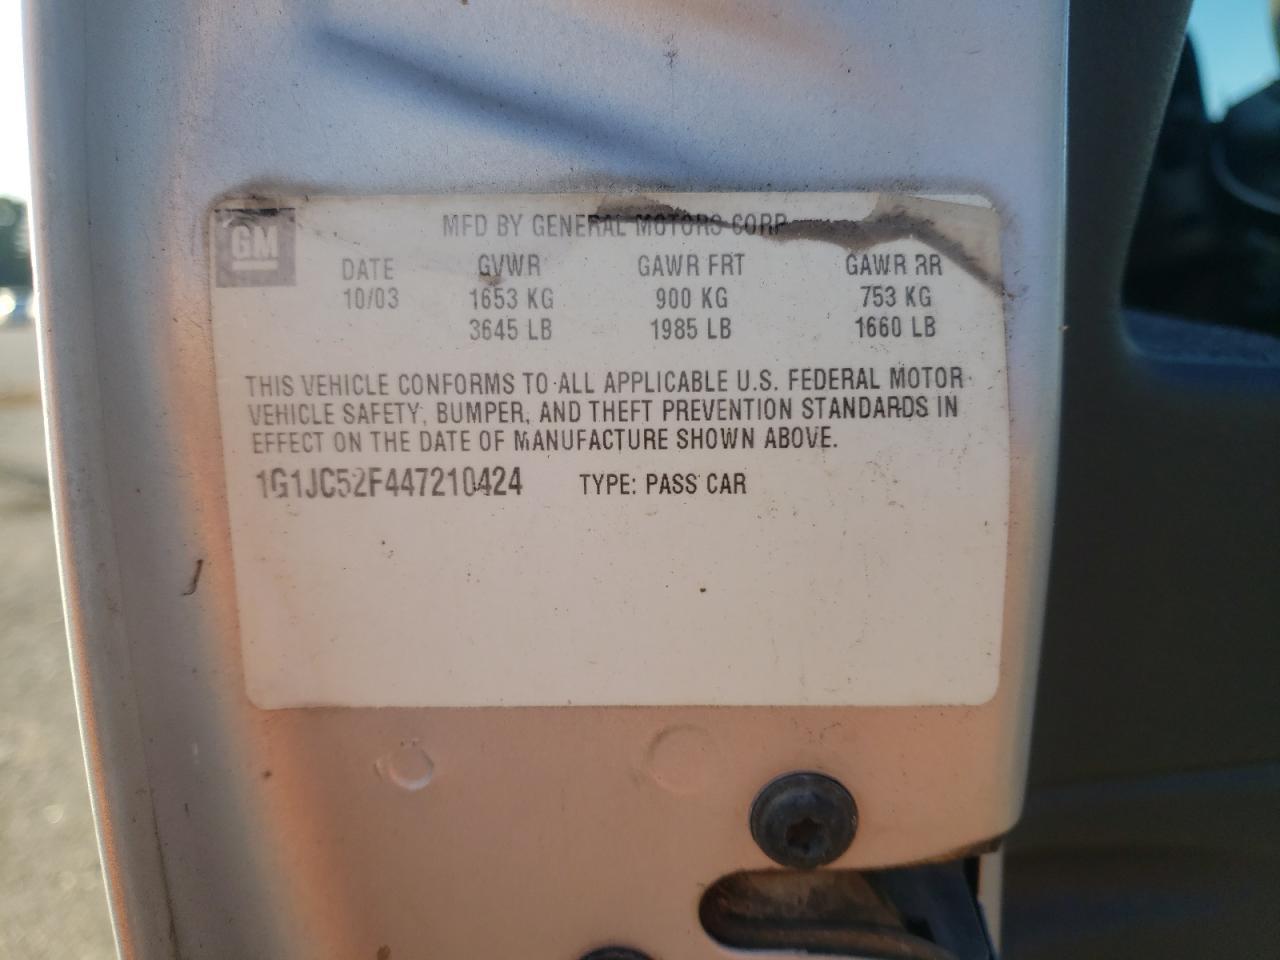 GM
MFD BY GENERAL MOTORS CORP
DATE GVWR GAWR FRT GAWR RR
10/03 1653 KG 900 KG 753 KG
3645 LB 1985 LB 1660 LB
THIS VEHICLE CONFORMS TO ALL APPLICABLE U.S. FEDERAL MOTOR
VEHICLE SAFETY, BUMPER, AND THEFT PREVENTION STANDARDS IN
EFFECT ON THE DATE OF MANUFACTURE SHOWN ABOVE.
1G1JC52F447210424 TYPE: PASS CAR